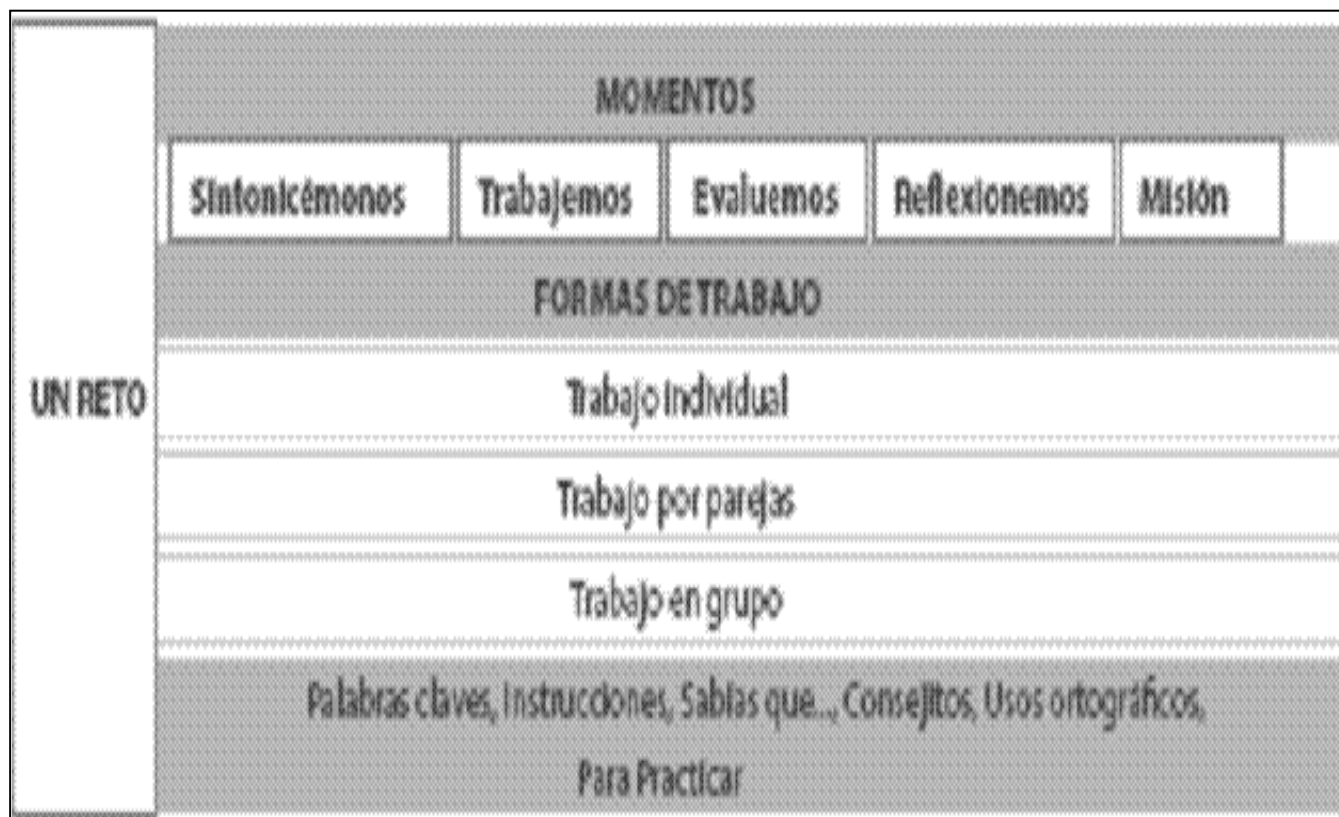 MOMENTOS
Sintonicémonos Trabajemos Evaluemos Reflexionemos Misión
FORMAS DE TRABAJO
UN RETO
Trabajo individual
Trabajo por parejas
Trabajo en grupo
Palabras claves, Instrucciones, Sabías que..., Consejitos, Usos ortográficos,
Para Practicar